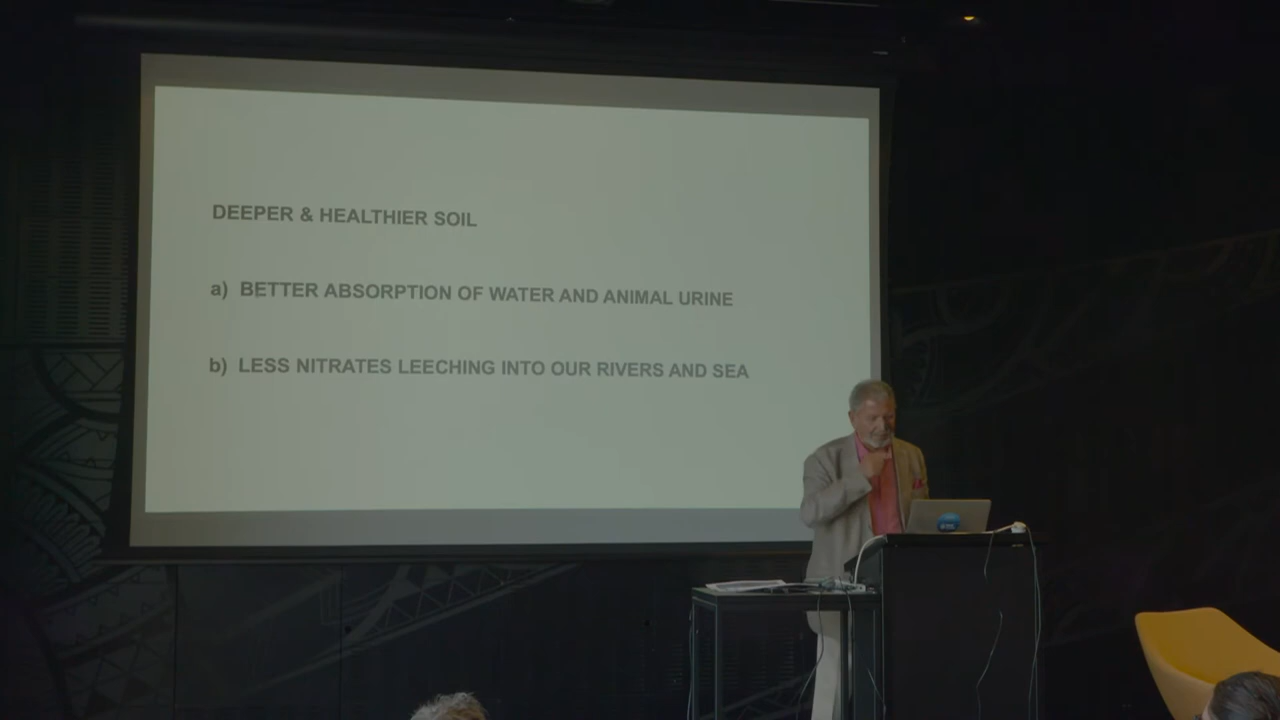 DEEPER & HEALTHIER SOIL
a) BETTER ABSORPTION OF WATER AND ANIMAL URINE
b) LESS NITRATES LEECHING INTO OUR RIVERS AND SEA